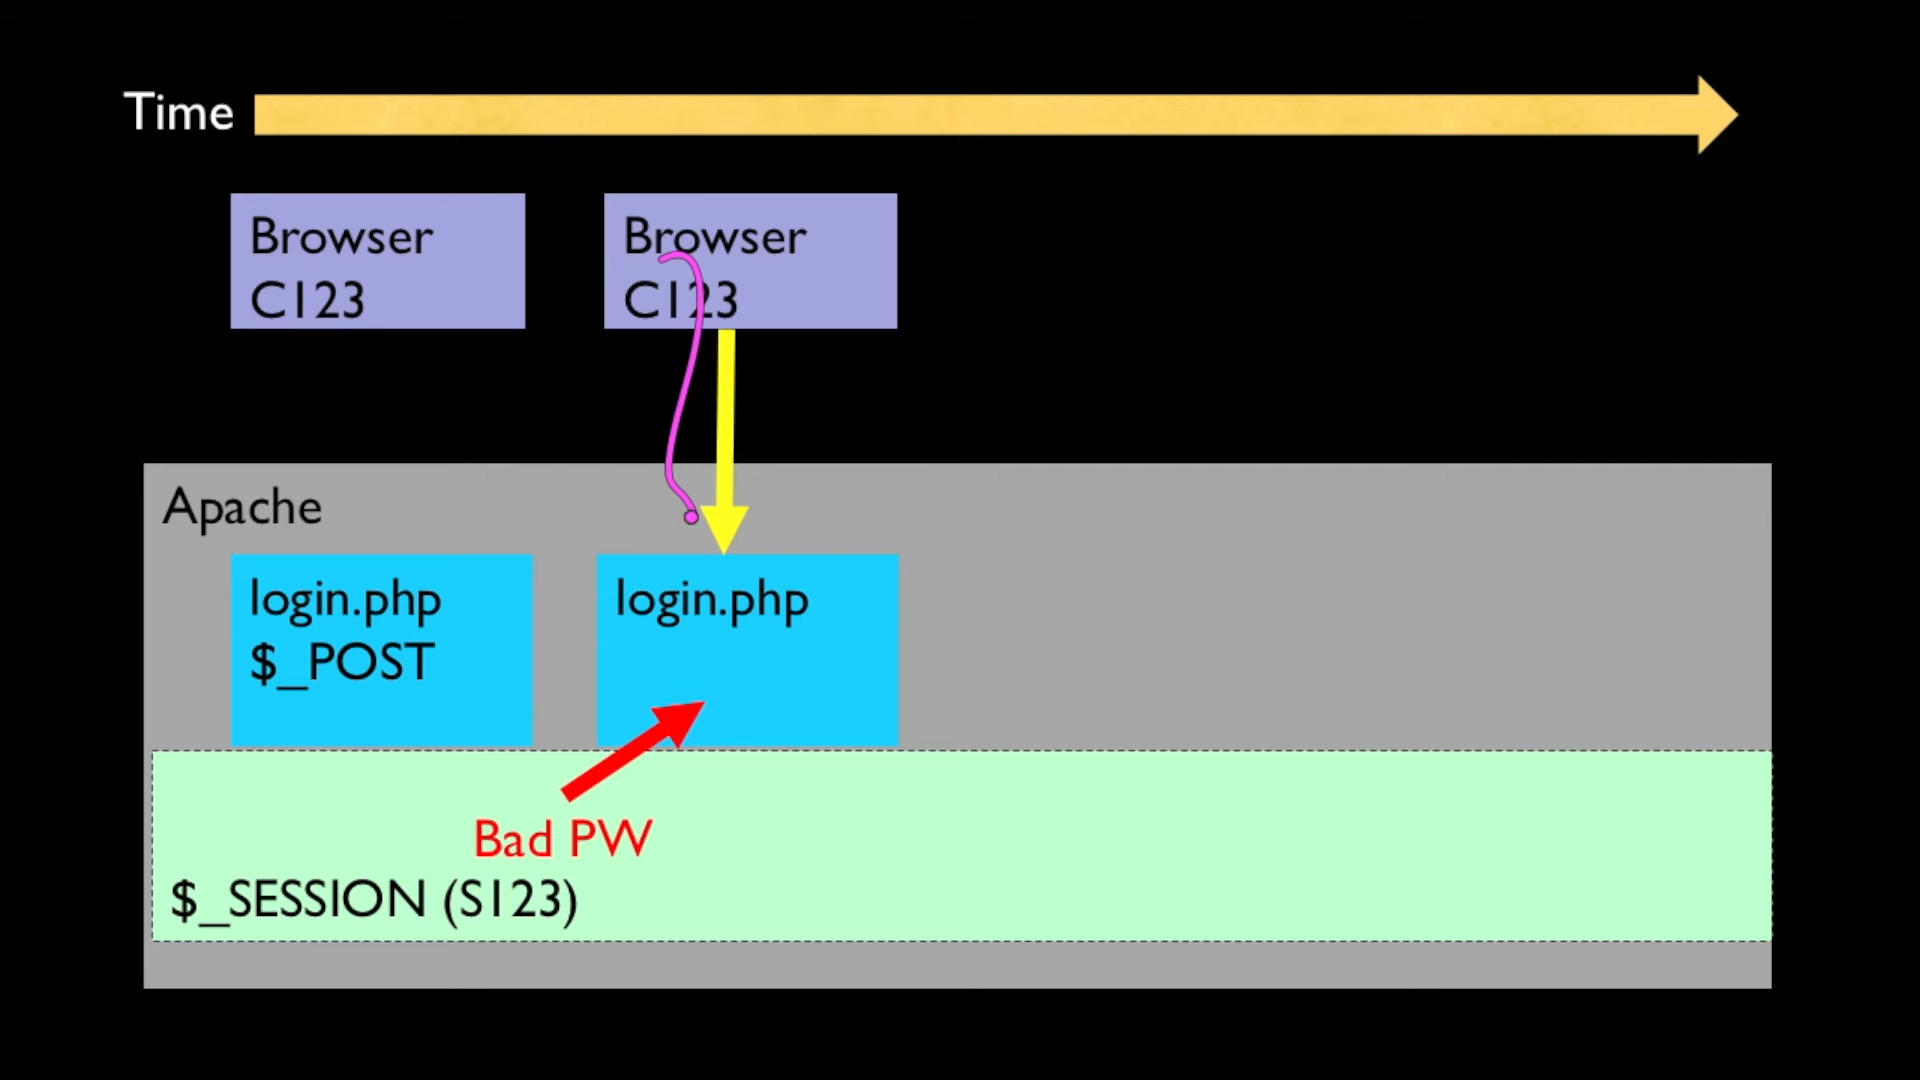 Time
Browser
C123
Browser
C123
Apache
login.php
$_POST
login.php
Bad PW
$_SESSION (S123)